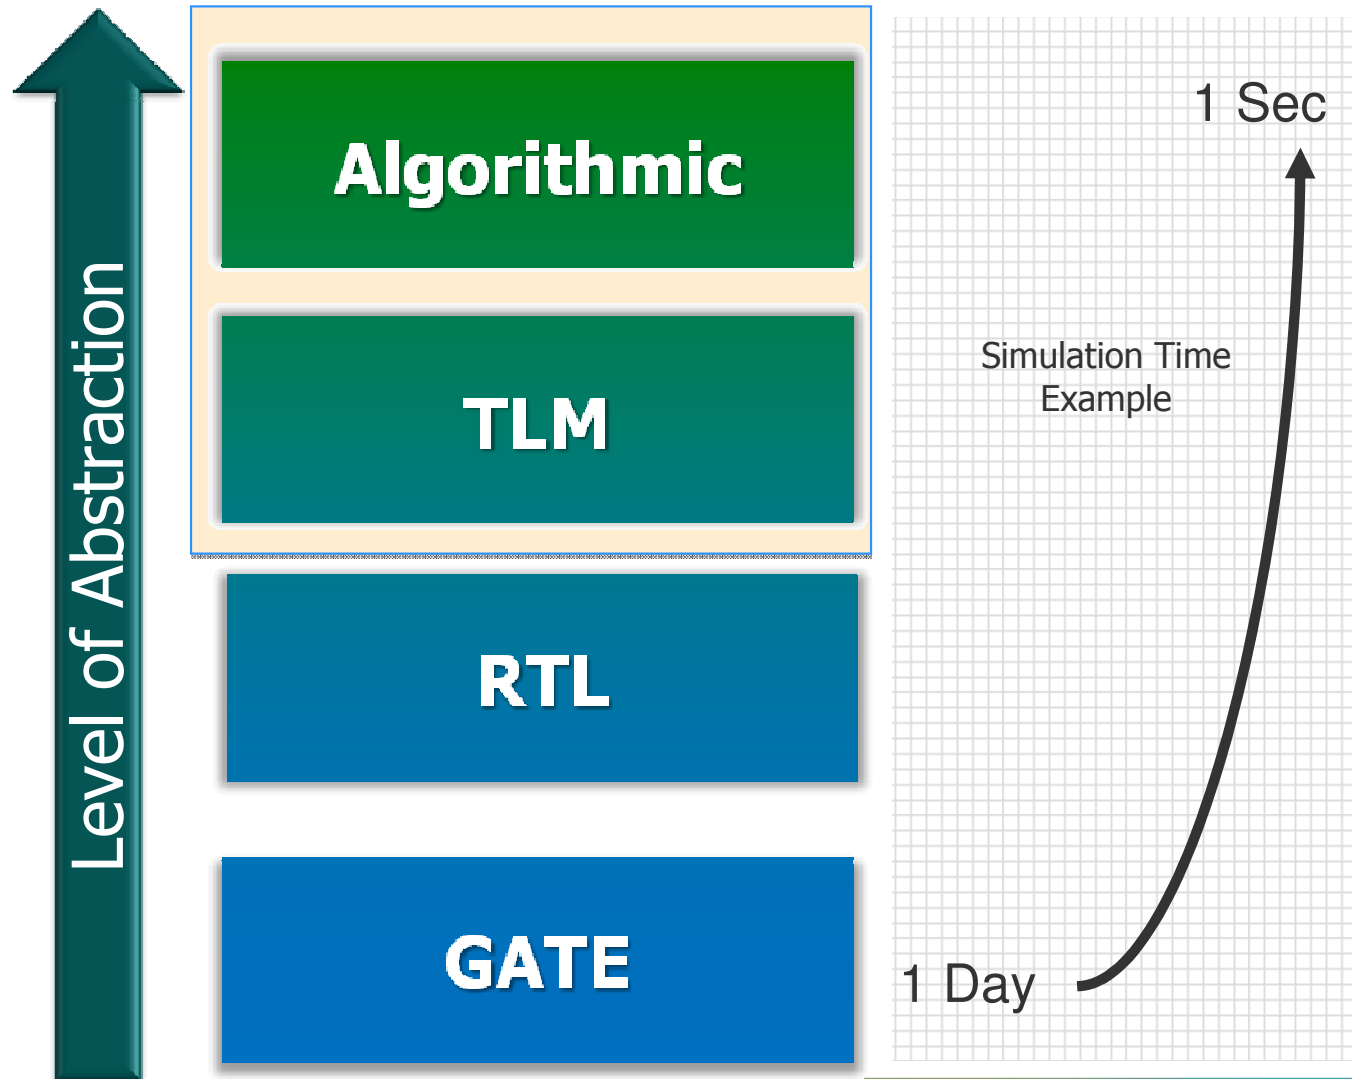 Level of Abstraction
Algorithmic
TLM
RTL
GATE
1 Sec
Simulation Time
Example
1 Day